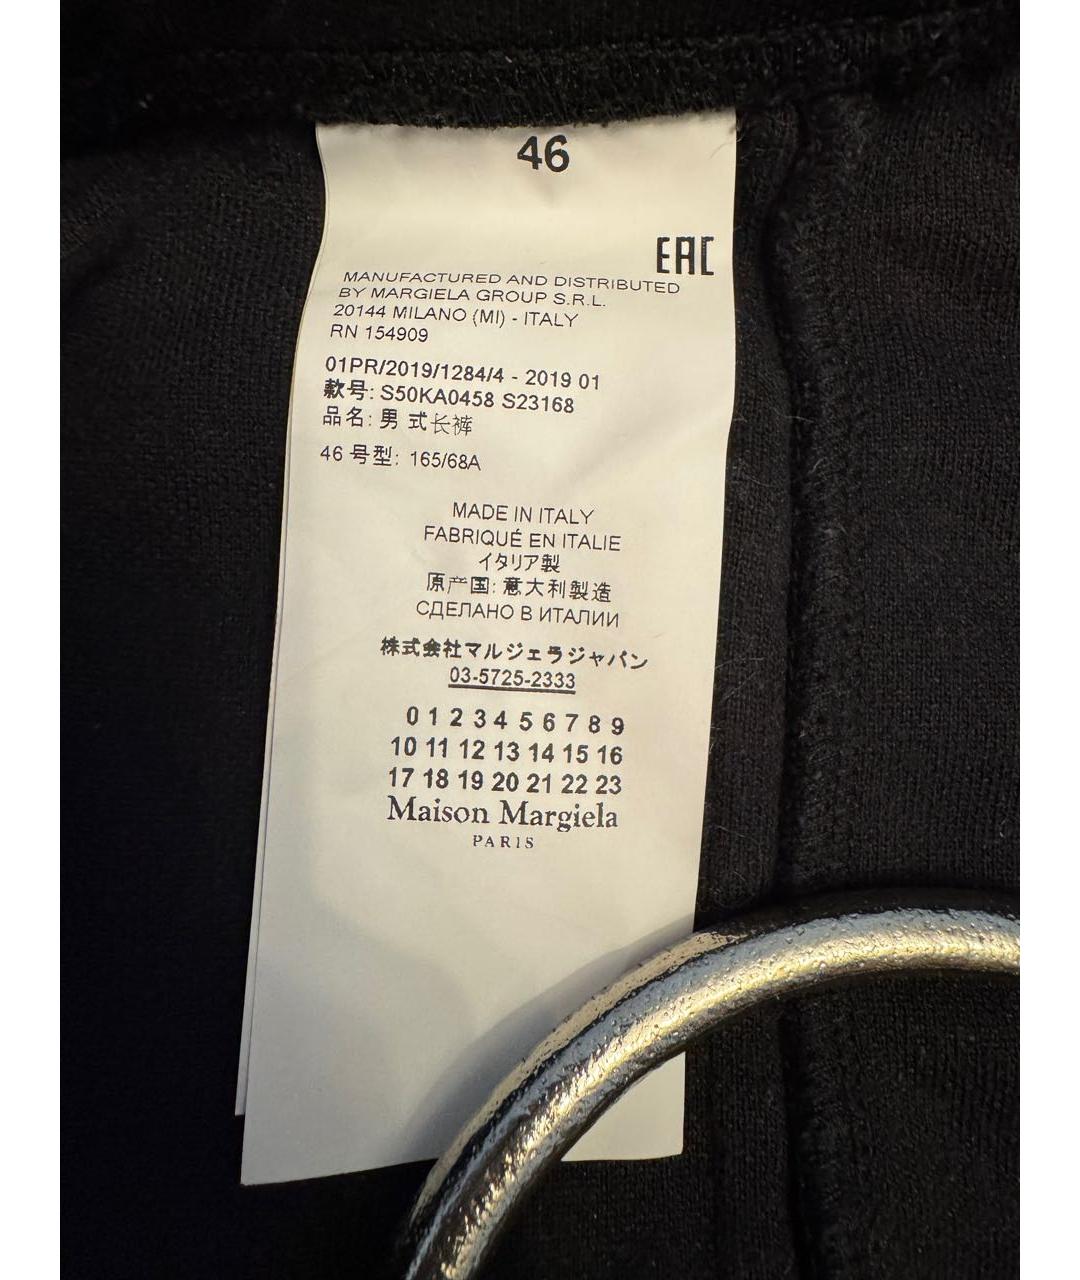 46
EAC
MANUFACTURED AND DISTRIBUTED
BY MARGIELA GROUP S.R.L.
20144 MILANO (MI) - ITALY
RN 154909
01PR/2019/1284/4 - 2019 01
款号: S50KA0458 S23168
品名: 男 式长裤
46 号型: 165/68A
MADE IN ITALY
FABRIQUÉ EN ITALIE
イタリア製
原产国: 意大利製造
СДЕЛАНО В ИТАЛИИ
株式会社マルジェラジャパン
03-5725-2333
0 1 2 3 4 5 6 7 8 9
10 11 12 13 14 15 16
17 18 19 20 21 22 23
Maison Margiela
PARIS